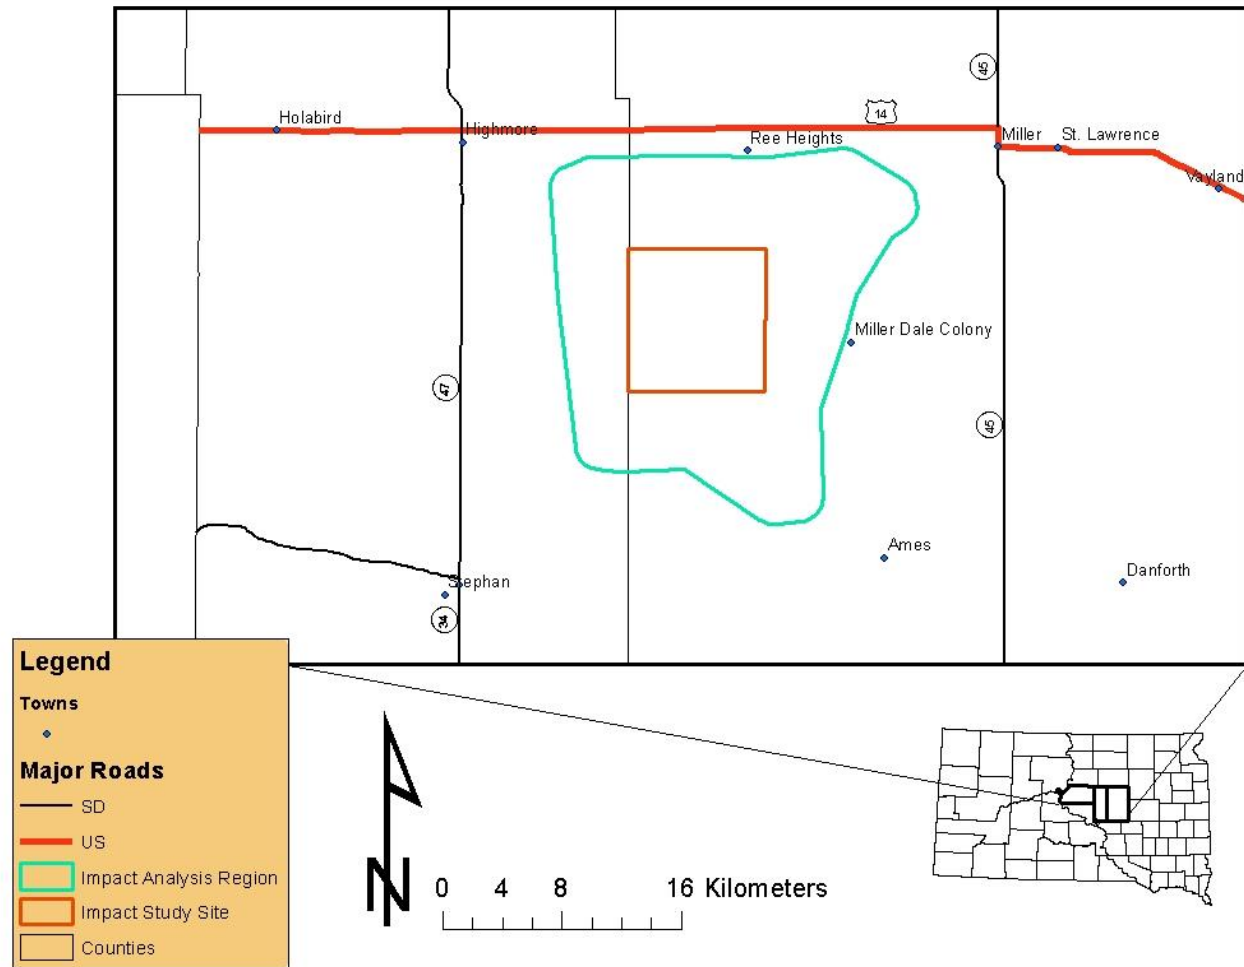 45
Holabird
14
Highmore
Ree Heights
Miller
St. Lawrence
Vayland
Miller Dale Colony
47
45
Ames
Danforth
Stephan
34
Legend
Towns
Major Roads
SD
US
Impact Analysis Region
Impact Study Site
Counties
N
0 4 8 16 Kilometers